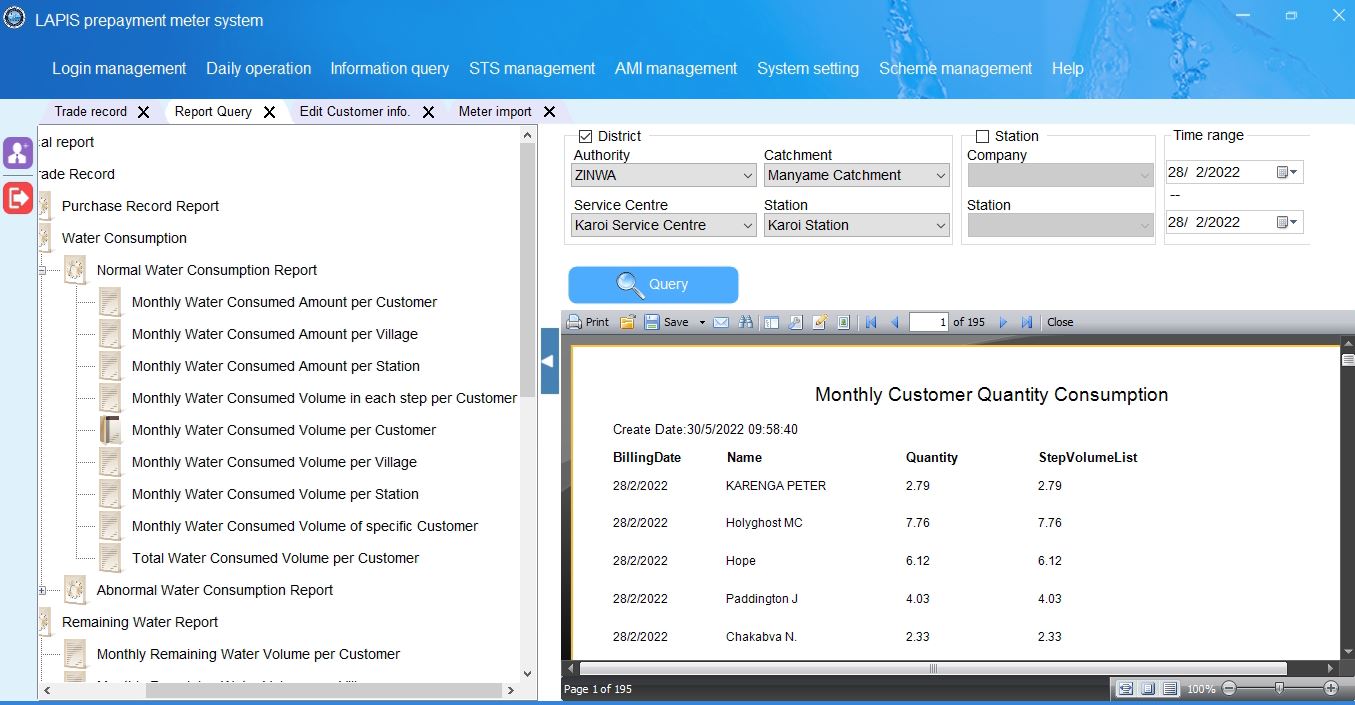 LAPIS prepayment meter system
Login management Daily operation Information query STS management AMI management System setting Scheme management Help
Trade record Report Query Edit Customer info. Meter import
al report
rade Record
Purchase Record Report
Water Consumption
Normal Water Consumption Report
Monthly Water Consumed Amount per Customer
Monthly Water Consumed Amount per Village
Monthly Water Consumed Amount per Station
Monthly Water Consumed Volume in each step per Customer
Monthly Water Consumed Volume per Customer
Monthly Water Consumed Volume per Village
Monthly Water Consumed Volume per Station
Monthly Water Consumed Volume of specific Customer
Total Water Consumed Volume per Customer
Abnormal Water Consumption Report
Remaining Water Report
Monthly Remaining Water Volume per Customer
District
Authority Catchment
ZINWA Manyame Catchment
Service Centre Station
Karoi Service Centre Karoi Station
Station
Company
Station
Time range
28/ 2/2022
--
28/ 2/2022
Query
Print Save 1 of 195 Close
Monthly Customer Quantity Consumption
Create Date:30/5/2022 09:58:40
BillingDate Name Quantity StepVolumeList
28/2/2022 KARENGA PETER 2.79 2.79
28/2/2022 Holyghost MC 7.76 7.76
28/2/2022 Hope 6.12 6.12
28/2/2022 Paddington J 4.03 4.03
28/2/2022 Chakabva N. 2.33 2.33
Page 1 of 195 100%